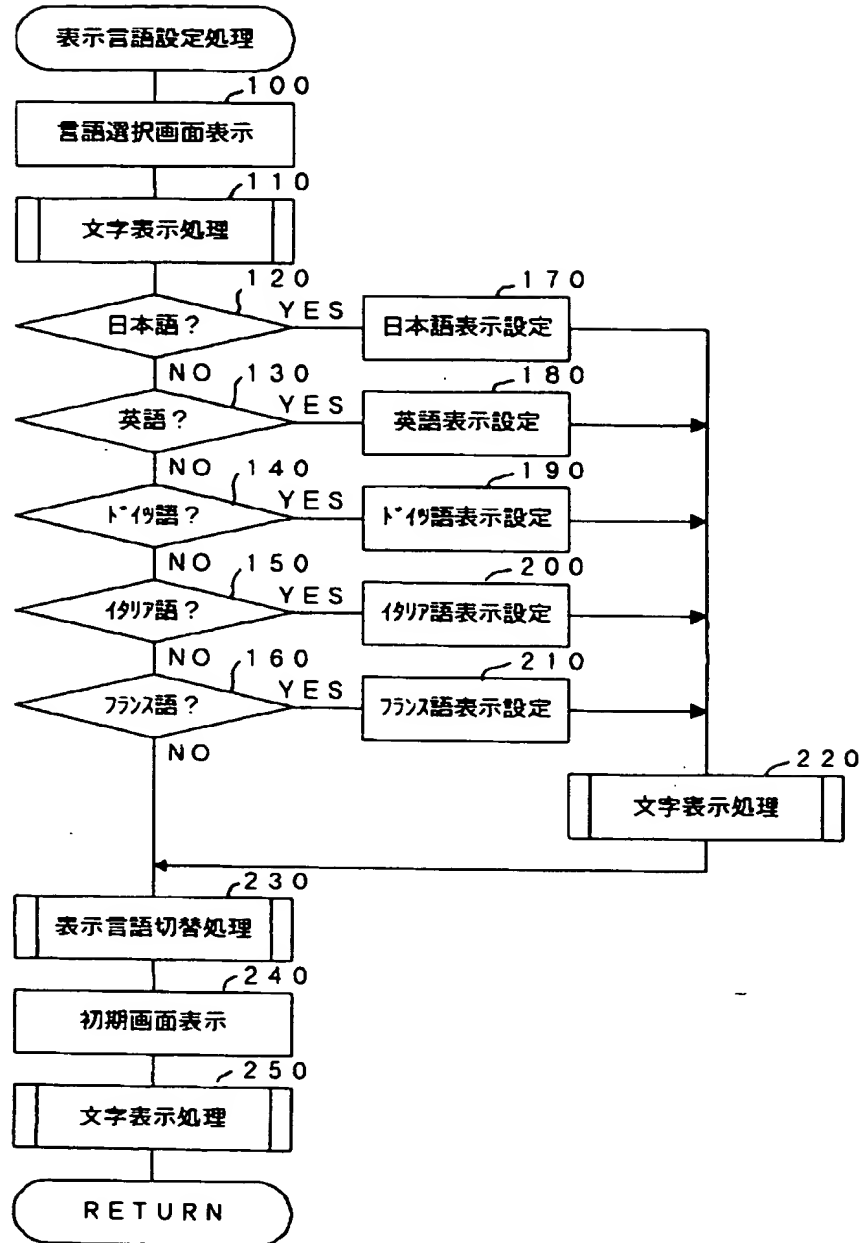 表示言語設定処理
100
言語選択画面表示
110
文字表示処理
120
日本語?
YES
170
日本語表示設定
NO
130
英語?
YES
180
英語表示設定
NO
140
ドイツ語?
YES
190
ドイツ語表示設定
NO
150
イタリア語?
YES
200
イタリア語表示設定
NO
160
フランス語?
YES
210
フランス語表示設定
NO
220
文字表示処理
230
表示言語切替処理
240
初期画面表示
250
文字表示処理
RETURN